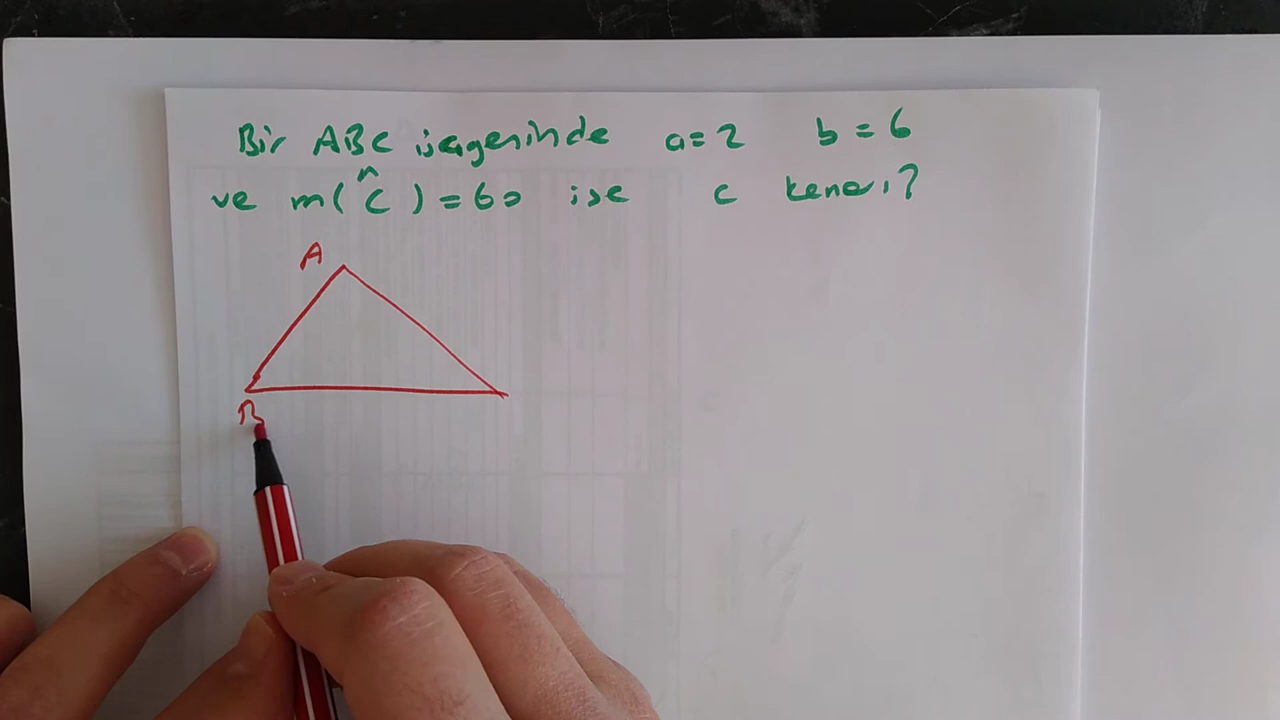 Bir ABC üçgeninde a=2 b=6
ve m(Ĉ)=60 ise c kenarı?
A
B